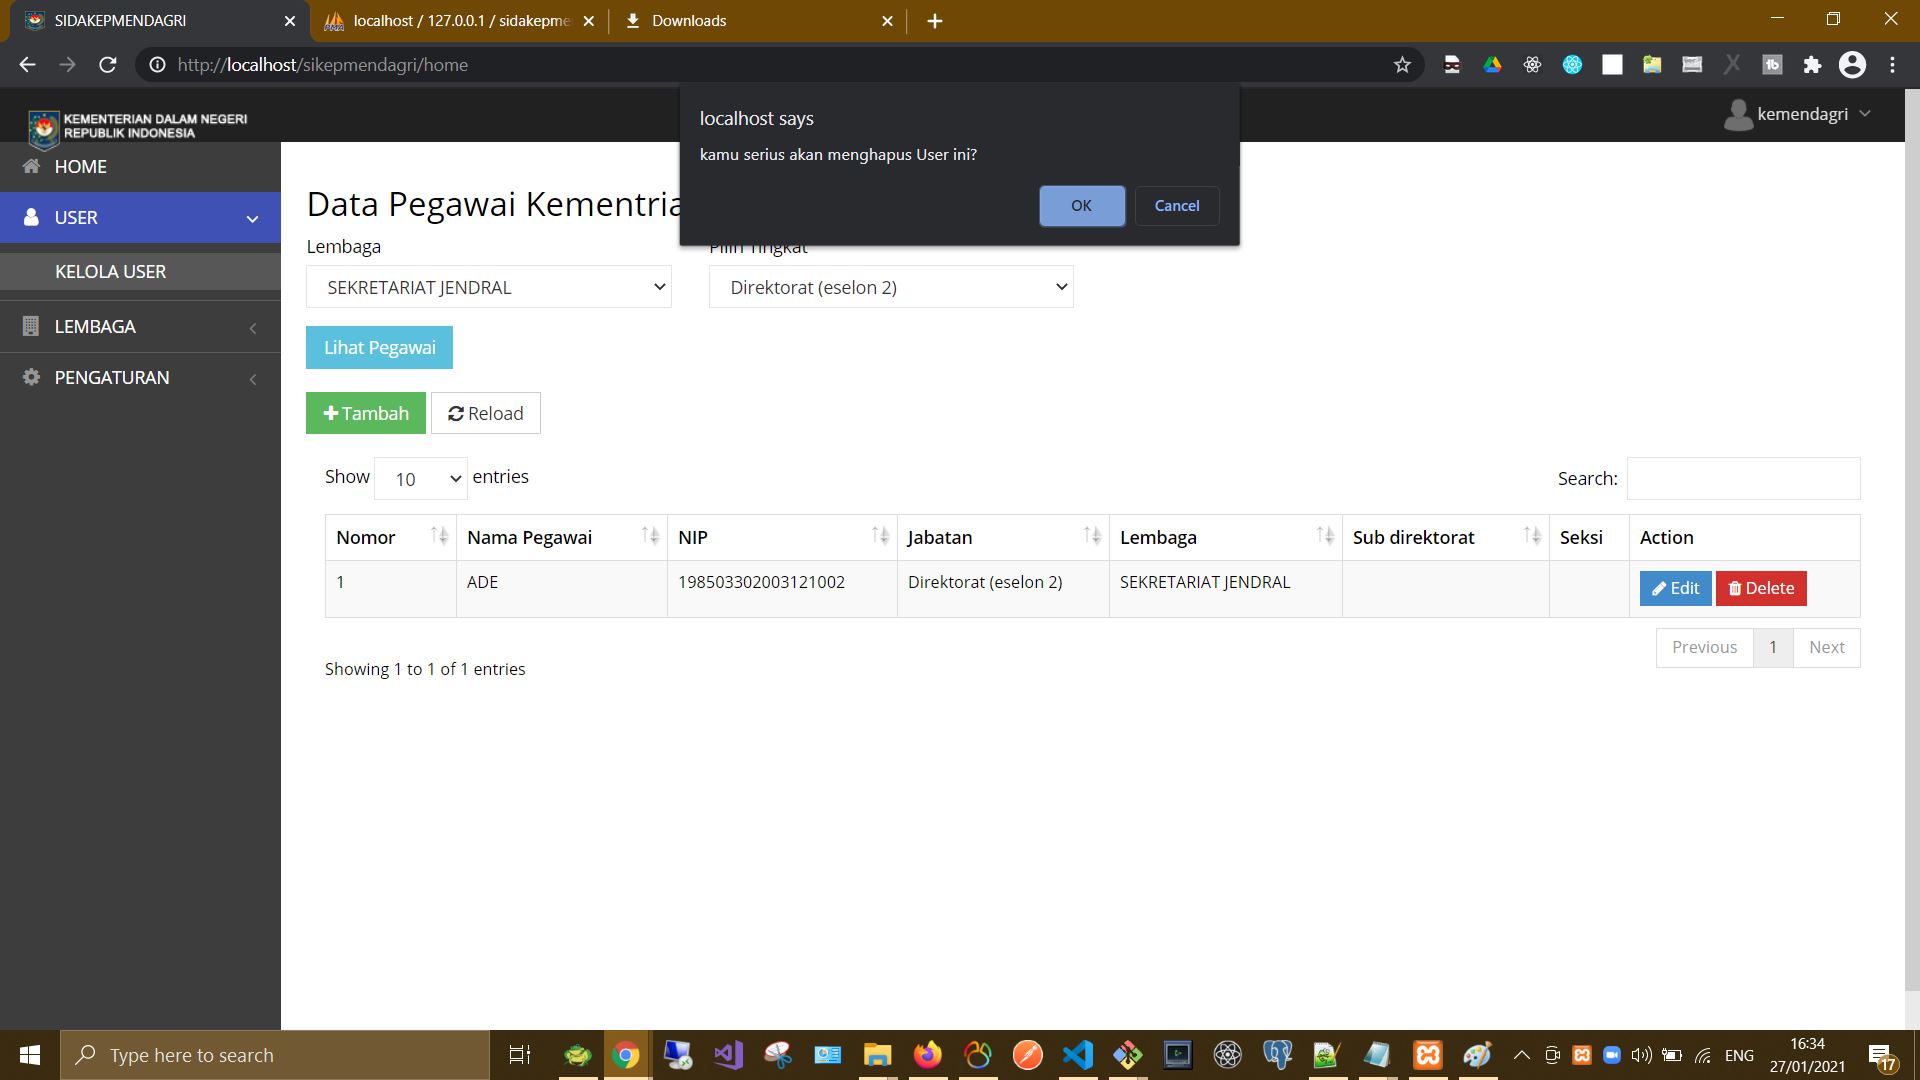 SIDAKEPMENDAGRI
localhost / 127.0.0.1 / sidakepme
Downloads
http://localhost/sikepmendagri/home
KEMENTERIAN DALAM NEGERI
REPUBLIK INDONESIA
kemendagri
localhost says
kamu serius akan menghapus User ini?
OK
Cancel
HOME
USER
KELOLA USER
LEMBAGA
PENGATURAN
Data Pegawai Kementria
Lembaga
Pilih Tingkat
SEKRETARIAT JENDRAL
Direktorat (eselon 2)
Lihat Pegawai
Tambah
Reload
Show 10 entries
Search:
Nomor Nama Pegawai NIP Jabatan Lembaga Sub direktorat Seksi Action
1 ADE 198503302003121002 Direktorat (eselon 2) SEKRETARIAT JENDRAL Edit Delete
Previous 1 Next
Showing 1 to 1 of 1 entries
Type here to search
ENG
16:34
27/01/2021
17